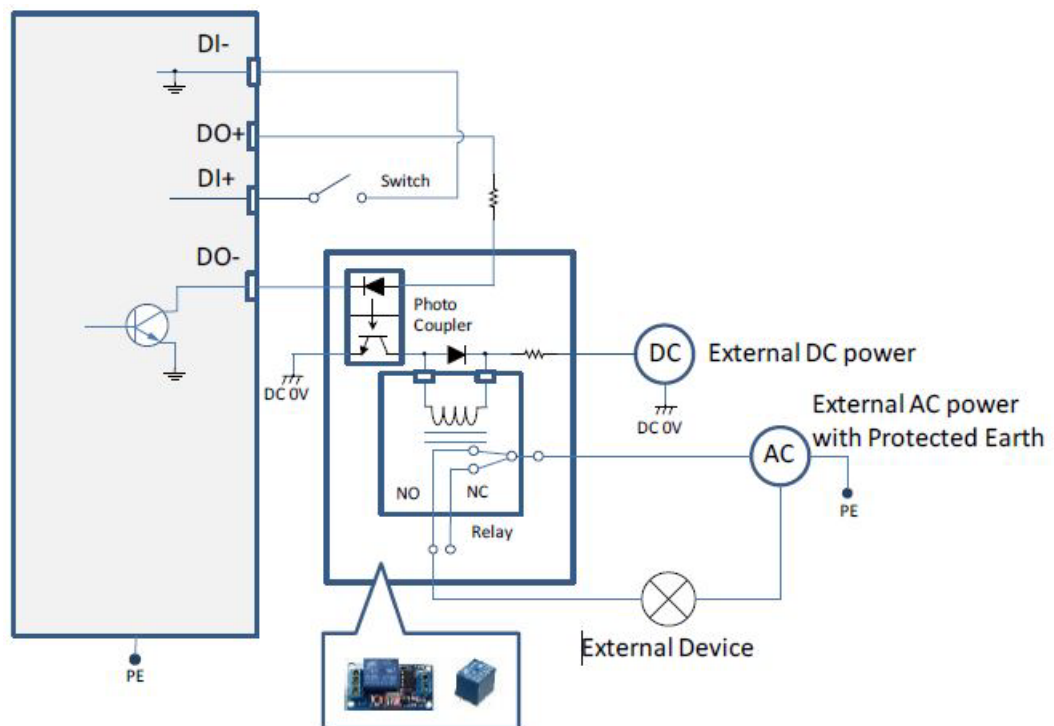 DI-
DO+
DI+
Switch
DO-
Photo
Coupler
DC 0V
DC
External DC power
DC 0V
External AC power
with Protected Earth
AC
PE
NO
NC
Relay
External Device
PE